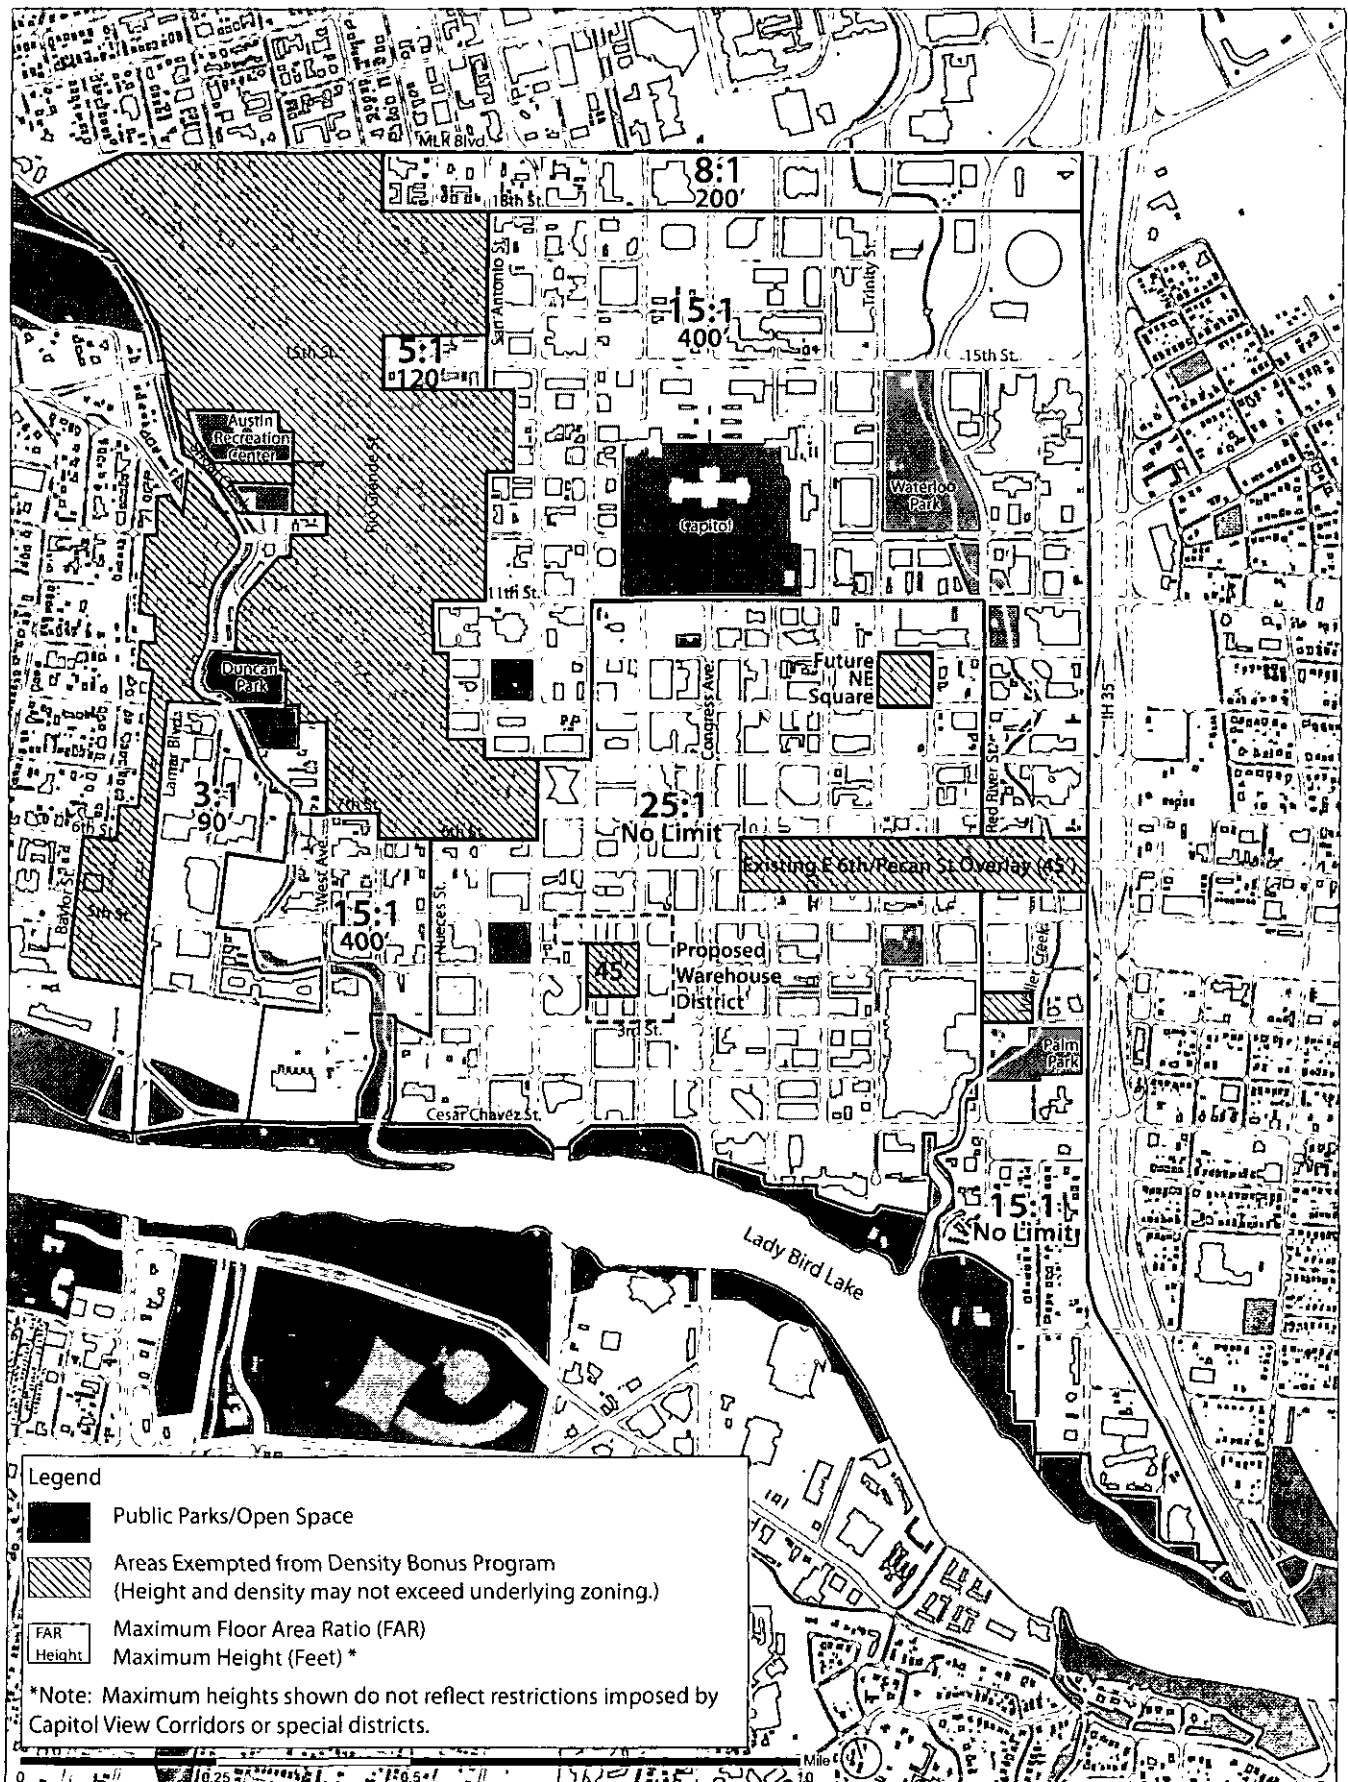 MLK Blvd.
8:1
200'
18th St.
San Antonio St.
Trinity St.
15:1
400'
15th St.
5:1
120'
15th St.
Austin
Recreation
Center
Rio Grande St.
Waterloo
Park
Capitol
11th St.
Duncan
Park
Future
NE
Square
Congress Ave.
IH 35
Lamar Blvd.
3:1
90'
7th St.
6th St.
6th St.
25:1
No Limit
Red River St.
Existing E 6th/Pecan St Overlay (45')
Baylor St.
5th St.
West Ave.
15:1
400'
Nueces St.
45'
Proposed
Warehouse
District
3rd St.
Waller Creek
Palm
Park
Cesar Chavez St.
15:1
No Limit
Lady Bird Lake
Legend
Public Parks/Open Space
Areas Exempted from Density Bonus Program
(Height and density may not exceed underlying zoning.)
FAR
Height
Maximum Floor Area Ratio (FAR)
Maximum Height (Feet) *
*Note: Maximum heights shown do not reflect restrictions imposed by
Capitol View Corridors or special districts.
Mile
0 0.25 0.5 1.0